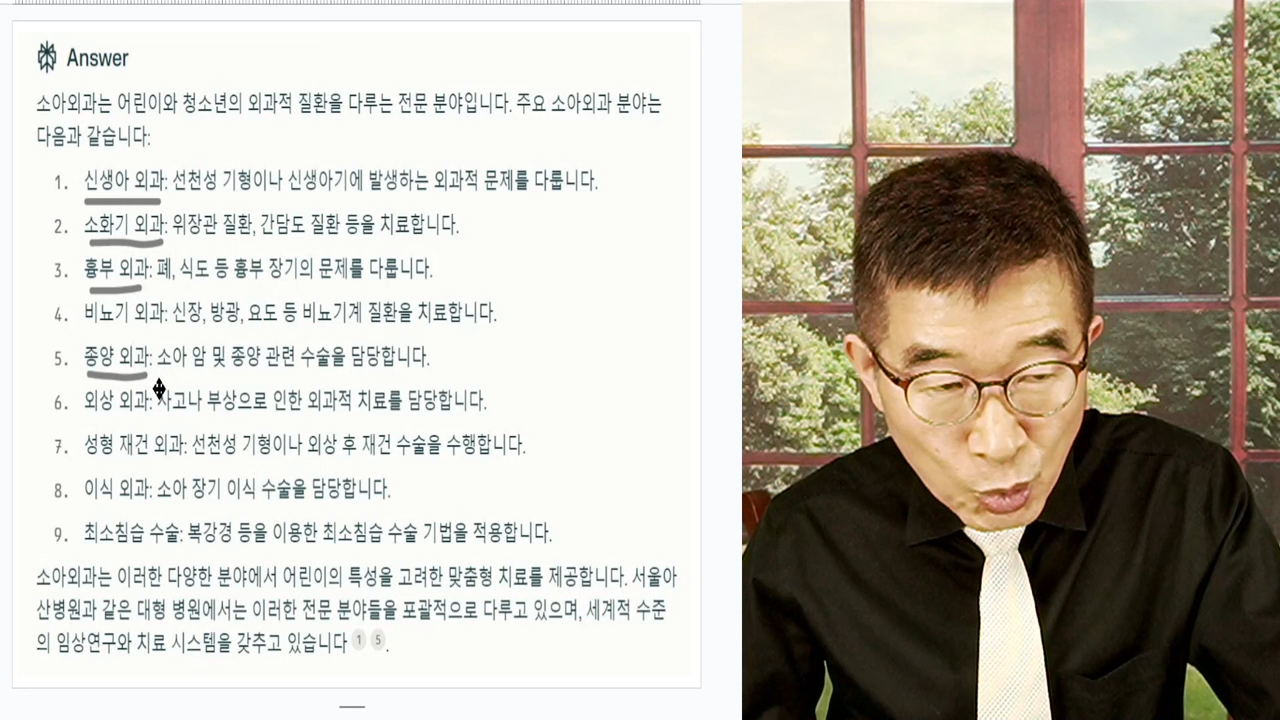 Answer
소아외과는 어린이와 청소년의 외과적 질환을 다루는 전문 분야입니다. 주요 소아외과 분야는
다음과 같습니다:
1. 신생아 외과: 선천성 기형이나 신생아기에 발생하는 외과적 문제를 다룹니다.
2. 소화기 외과: 위장관 질환, 간담도 질환 등을 치료합니다.
3. 흉부 외과: 폐, 식도 등 흉부 장기의 문제를 다룹니다.
4. 비뇨기 외과: 신장, 방광, 요도 등 비뇨기계 질환을 치료합니다.
5. 종양 외과: 소아 암 및 종양 관련 수술을 담당합니다.
6. 외상 외과: 사고나 부상으로 인한 외과적 치료를 담당합니다.
7. 성형 재건 외과: 선천성 기형이나 외상 후 재건 수술을 수행합니다.
8. 이식 외과: 소아 장기 이식 수술을 담당합니다.
9. 최소침습 수술: 복강경 등을 이용한 최소침습 수술 기법을 적용합니다.
소아외과는 이러한 다양한 분야에서 어린이의 특성을 고려한 맞춤형 치료를 제공합니다. 서울아
산병원과 같은 대형 병원에서는 이러한 전문 분야들을 포괄적으로 다루고 있으며, 세계적 수준
의 임상연구와 치료 시스템을 갖추고 있습니다 1 5 .